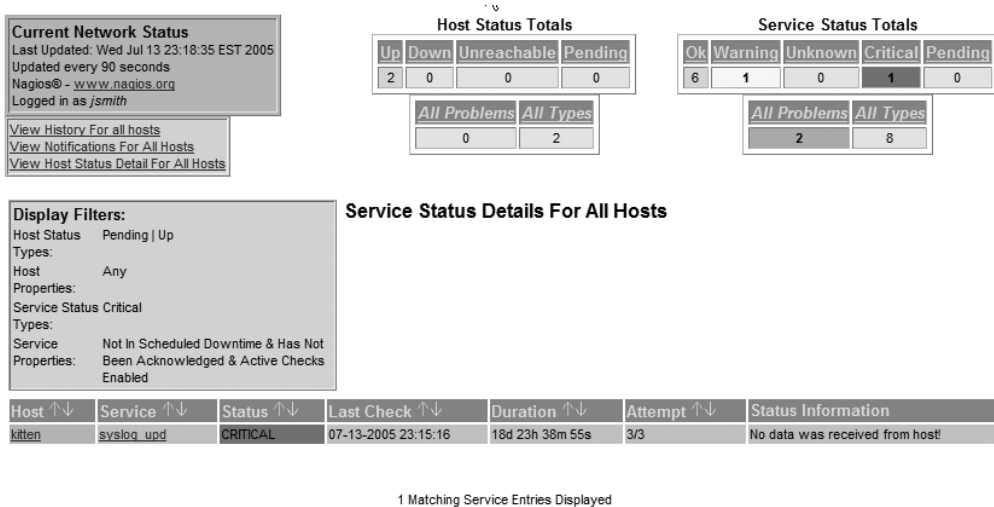 Current Network Status
Last Updated: Wed Jul 13 23:18:35 EST 2005
Updated every 90 seconds
Nagios® - www.nagios.org
Logged in as jsmith
View History For all hosts
View Notifications For All Hosts
View Host Status Detail For All Hosts
Host Status Totals
Up Down Unreachable Pending
2 0 0 0
All Problems All Types
0 2
Service Status Totals
Ok Warning Unknown Critical Pending
6 1 0 1 0
All Problems All Types
2 8
Display Filters:
Host Status Types: Pending | Up
Host Properties: Any
Service Status Types: Critical
Service Properties: Not In Scheduled Downtime & Has Not Been Acknowledged & Active Checks Enabled
Service Status Details For All Hosts
Host ↑↓ Service ↑↓ Status ↑↓ Last Check ↑↓ Duration ↑↓ Attempt ↑↓ Status Information
kitten syslog_upd CRITICAL 07-13-2005 23:15:16 18d 23h 38m 55s 3/3 No data was received from host!
1 Matching Service Entries Displayed